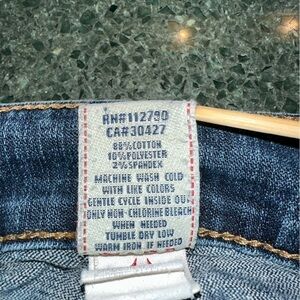 RN#112790
CA#30427
88%COTTON
10%POLYESTER
2%SPANDEX
MACHINE WASH COLD
WITH LIKE COLORS
GENTLE CYCLE INSIDE OUT
ONLY NON-CHLORINE BLEACH
WHEN NEEDED
TUMBLE DRY LOW
WARM IRON IF NEEDED